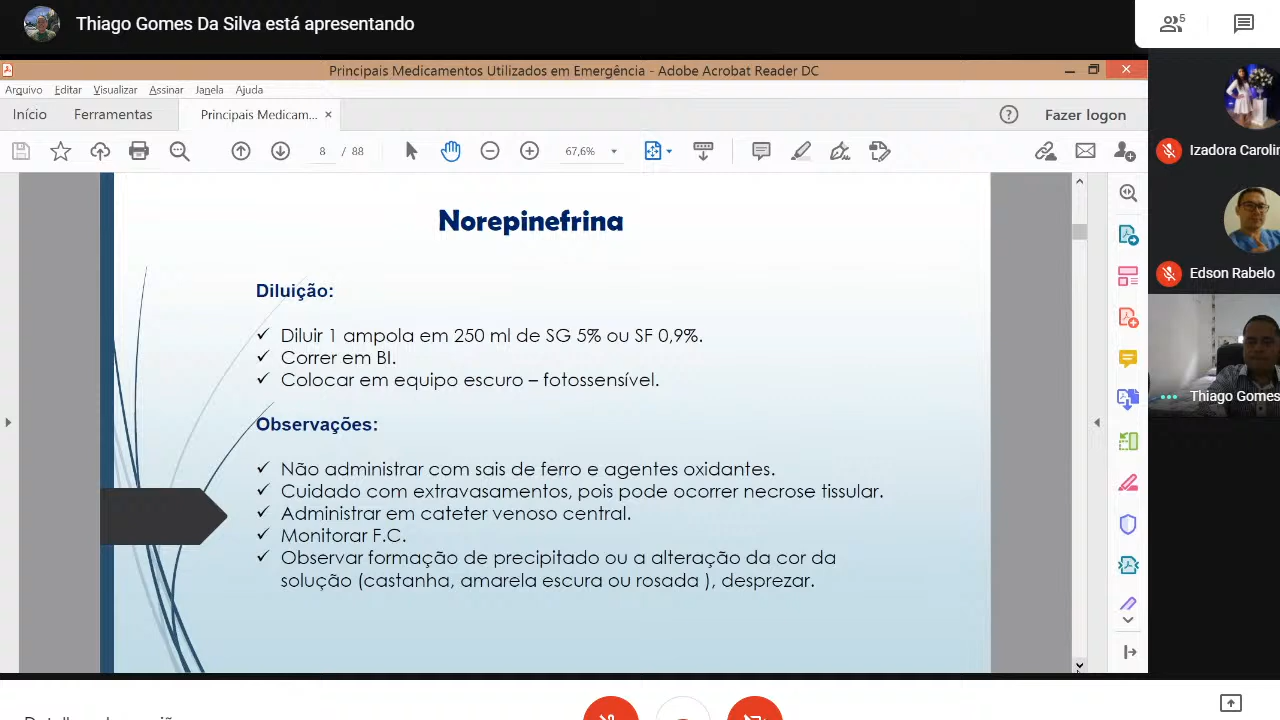 Thiago Gomes Da Silva está apresentando
5
Principais Medicamentos Utilizados em Emergência - Adobe Acrobat Reader DC
Arquivo Editar Visualizar Assinar Janela Ajuda
Início Ferramentas Principais Medicam... × Fazer logon
8 / 88 67,6%
Izadora Carolin
Edson Rabelo
Thiago Gomes
Norepinefrina
Diluição:
✓ Diluir 1 ampola em 250 ml de SG 5% ou SF 0,9%.
✓ Correr em BI.
✓ Colocar em equipo escuro – fotossensível.
Observações:
✓ Não administrar com sais de ferro e agentes oxidantes.
✓ Cuidado com extravasamentos, pois pode ocorrer necrose tissular.
✓ Administrar em cateter venoso central.
✓ Monitorar F.C.
✓ Observar formação de precipitado ou a alteração da cor da
solução (castanha, amarela escura ou rosada ), desprezar.